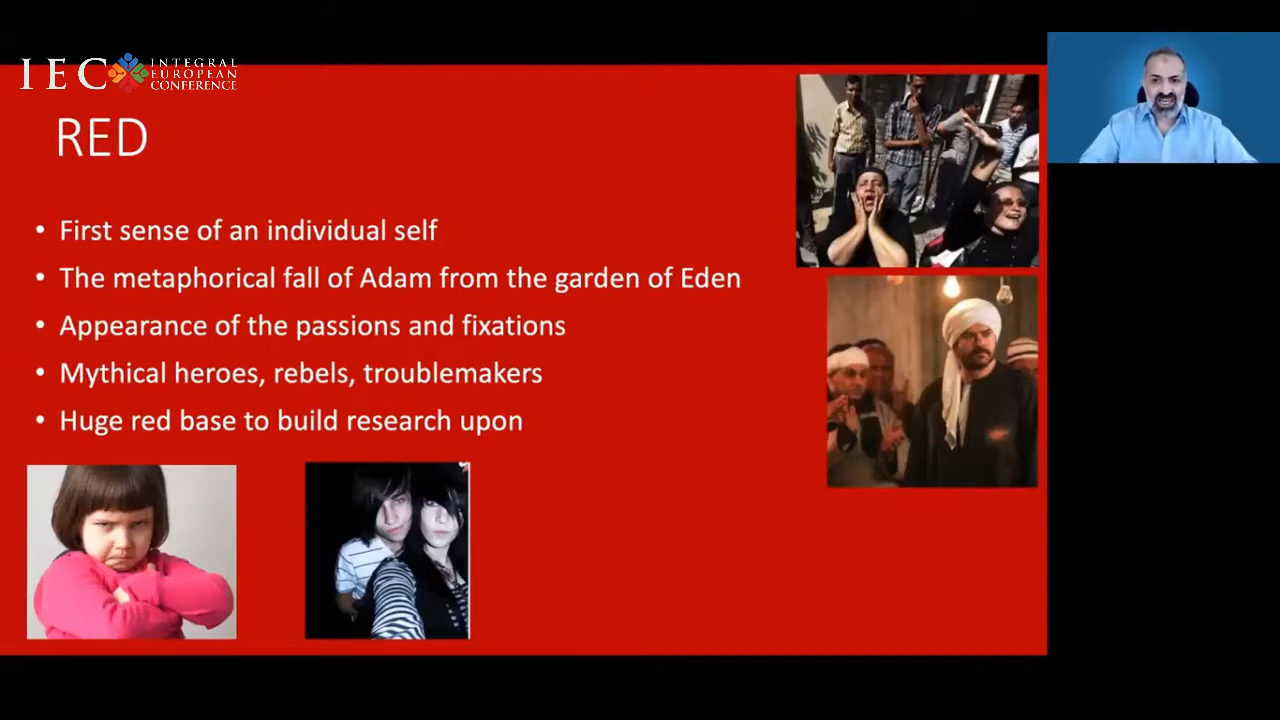 IEC INTEGRAL
EUROPEAN
CONFERENCE
RED
• First sense of an individual self
• The metaphorical fall of Adam from the garden of Eden
• Appearance of the passions and fixations
• Mythical heroes, rebels, troublemakers
• Huge red base to build research upon